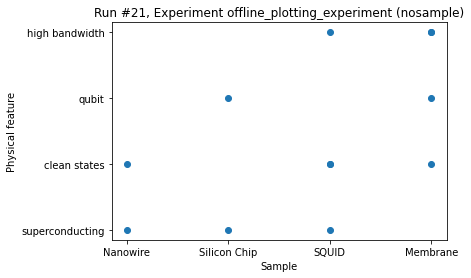 Run #21, Experiment offline_plotting_experiment (nosample)
high bandwidth
qubit
clean states
superconducting
Physical feature
Nanowire
Silicon Chip
SQUID
Membrane
Sample